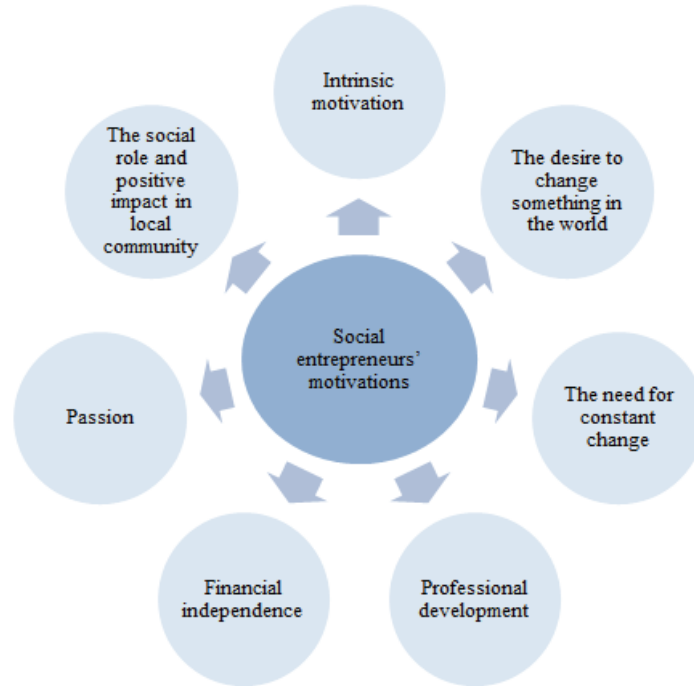 Intrinsic
motivation
The desire to
change
something in
the world
The need for
constant
change
Professional
development
Financial
independence
Passion
The social
role and
positive
impact in
local
community
Social
entrepreneurs’
motivations